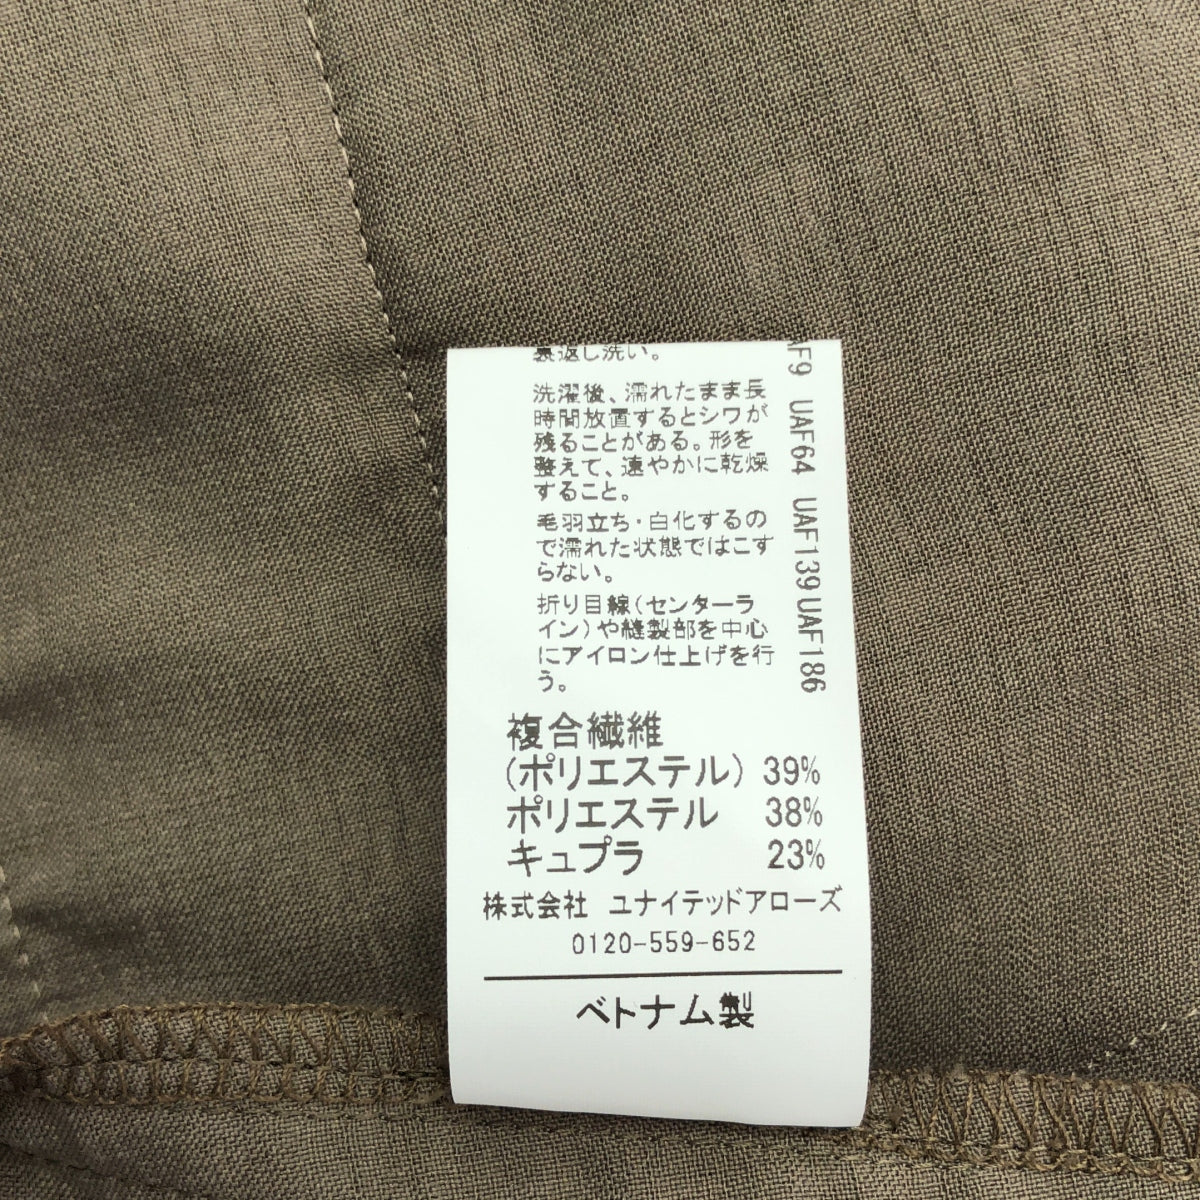 裏返し洗い。
洗濯後、濡れたまま長
時間放置するとシワが
残ることがある。形を
整えて、速やかに乾燥
すること。
毛羽立ち・白化するの
で濡れた状態ではこす
らない。
折り目線(センターラ
イン)や縫製部を中心
にアイロン仕上げを行
う。
UAF64 UAF139 UAF186
複合繊維
(ポリエステル) 39%
ポリエステル 38%
キュプラ 23%
株式会社 ユナイテッドアローズ
0120-559-652
ベトナム製